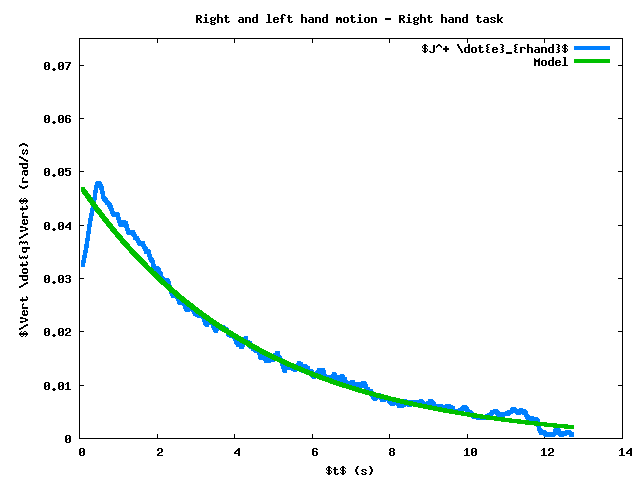 Right and left hand motion - Right hand task
$J^+ \dot{e}_{rhand}$
Model
0.07
0.06
0.05
0.04
0.03
0.02
0.01
0
$\Vert \dot{q}\Vert$ (rad/s)
0 2 4 6 8 10 12 14
$t$ (s)